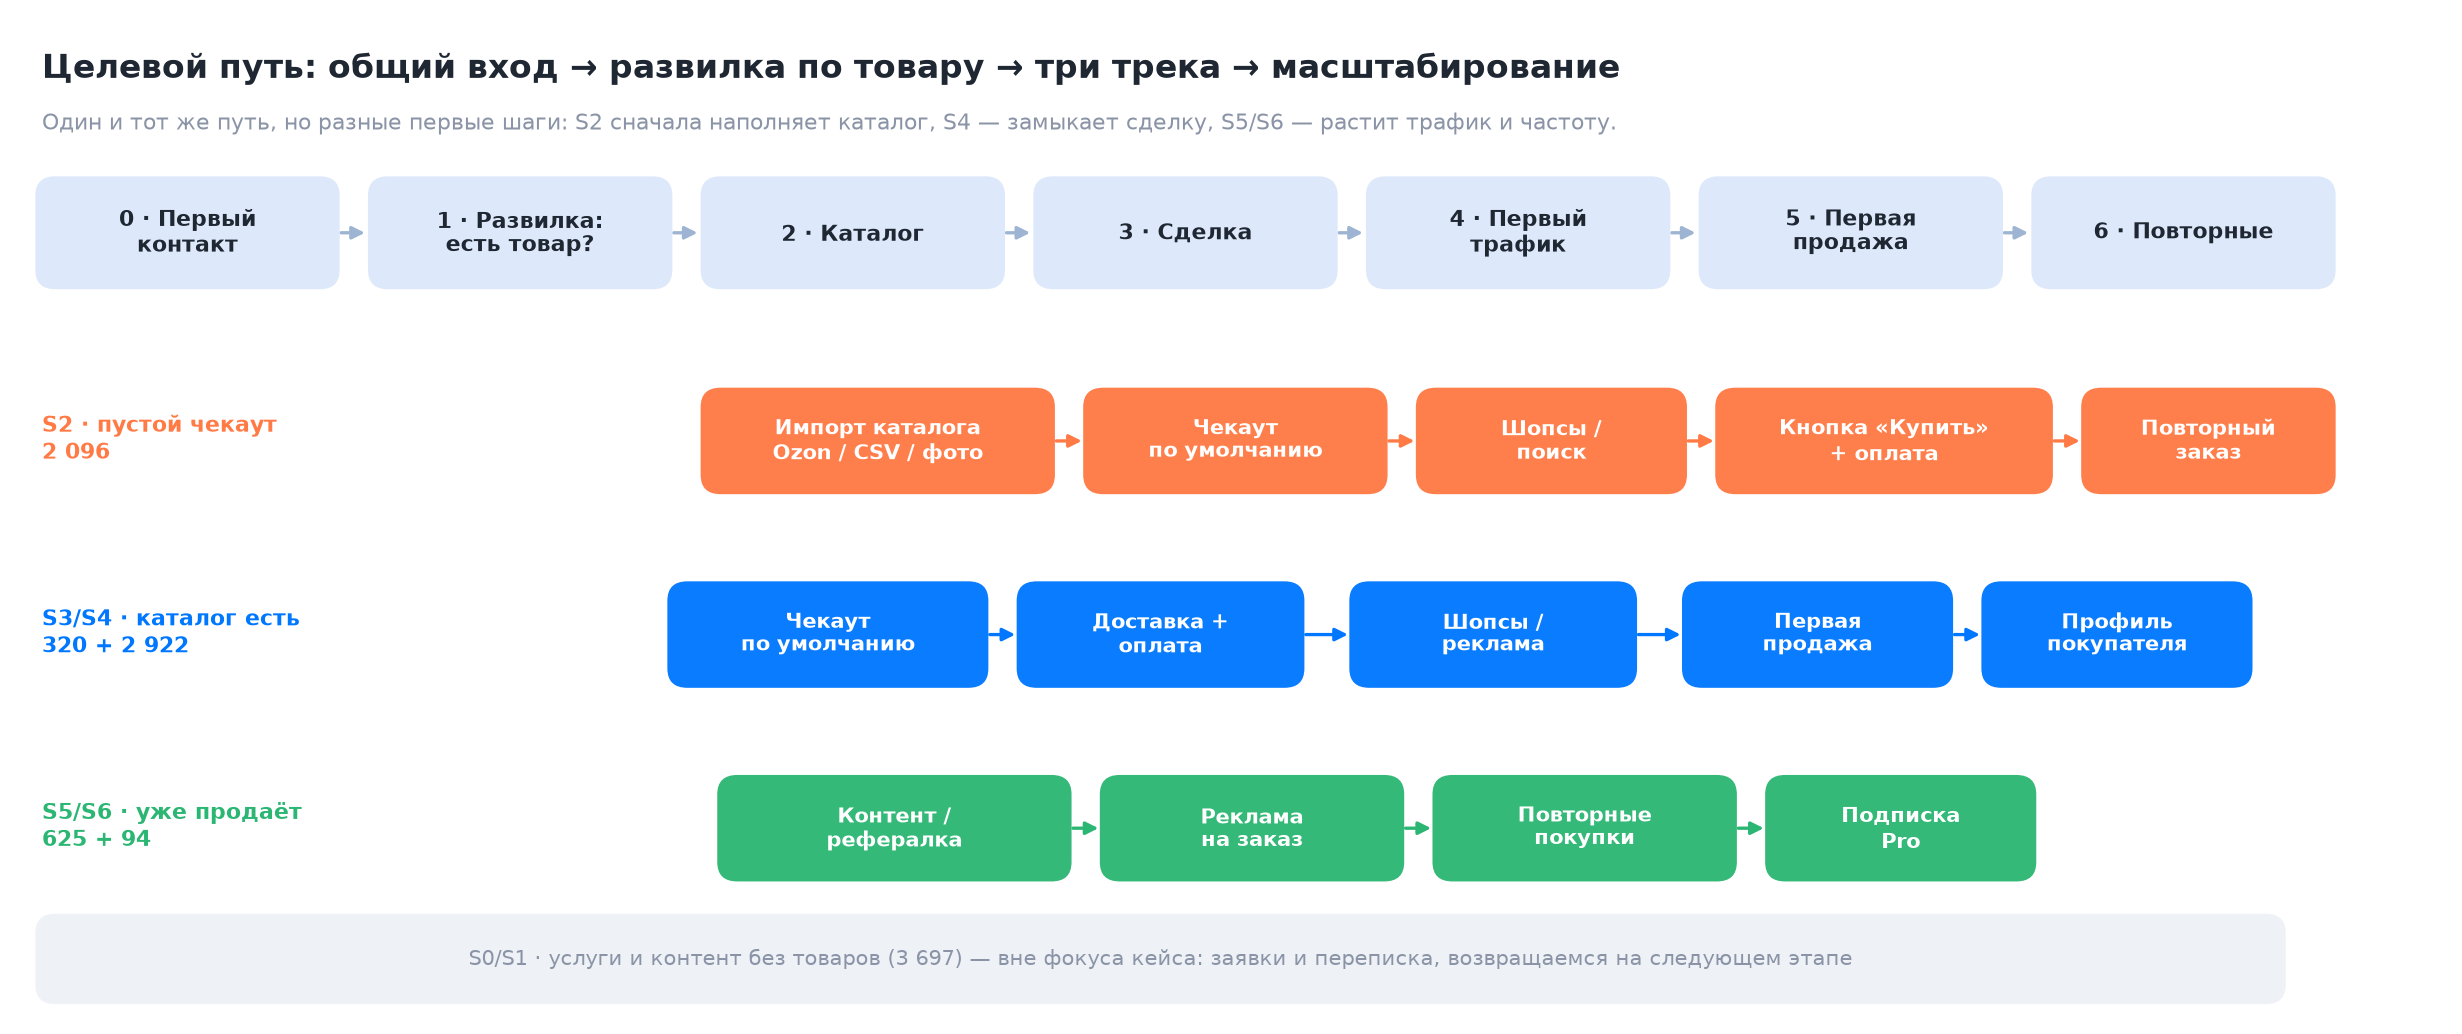 Целевой путь: общий вход → развилка по товару → три трека → масштабирование
Один и тот же путь, но разные первые шаги: S2 сначала наполняет каталог, S4 — замыкает сделку, S5/S6 — растит трафик и частоту.
0 · Первый
контакт
1 · Развилка:
есть товар?
2 · Каталог
3 · Сделка
4 · Первый
трафик
5 · Первая
продажа
6 · Повторные
S2 · пустой чекаут
2 096
Импорт каталога
Ozon / CSV / фото
Чекаут
по умолчанию
Шопсы /
поиск
Кнопка «Купить»
+ оплата
Повторный
заказ
S3/S4 · каталог есть
320 + 2 922
Чекаут
по умолчанию
Доставка +
оплата
Шопсы /
реклама
Первая
продажа
Профиль
покупателя
S5/S6 · уже продаёт
625 + 94
Контент /
рефералка
Реклама
на заказ
Повторные
покупки
Подписка
Pro
S0/S1 · услуги и контент без товаров (3 697) — вне фокуса кейса: заявки и переписка, возвращаемся на следующем этапе